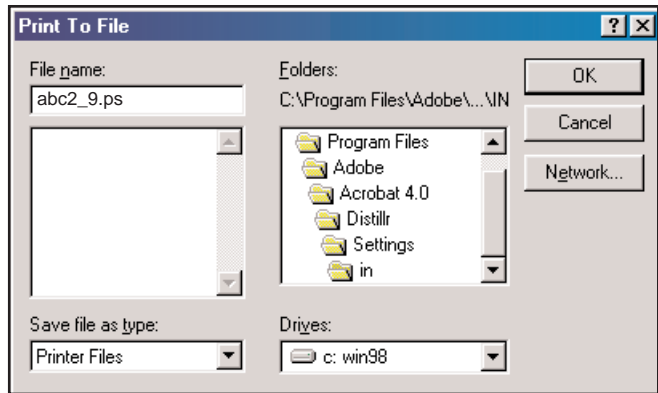 Print To File
File name:
abc2_9.ps
Folders:
C:\Program Files\Adobe\...\IN
Program Files
Adobe
Acrobat 4.0
Distillr
Settings
in
OK
Cancel
Network...
Save file as type:
Printer Files
Drives:
c: win98